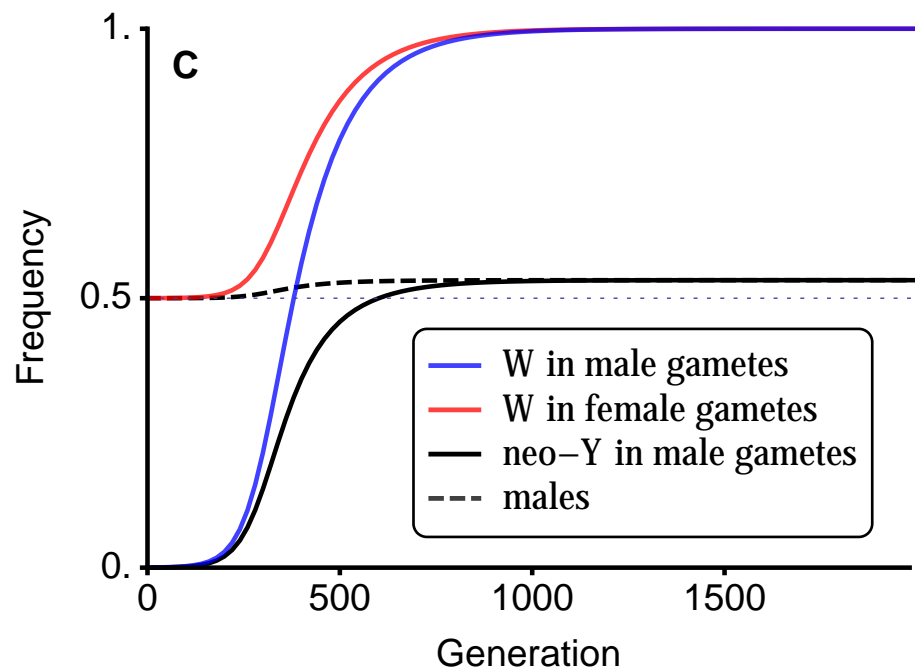 1.
C
0.5
0.
Frequency
W in male gametes
W in female gametes
neo−Y in male gametes
males
0
500
1000
1500
Generation